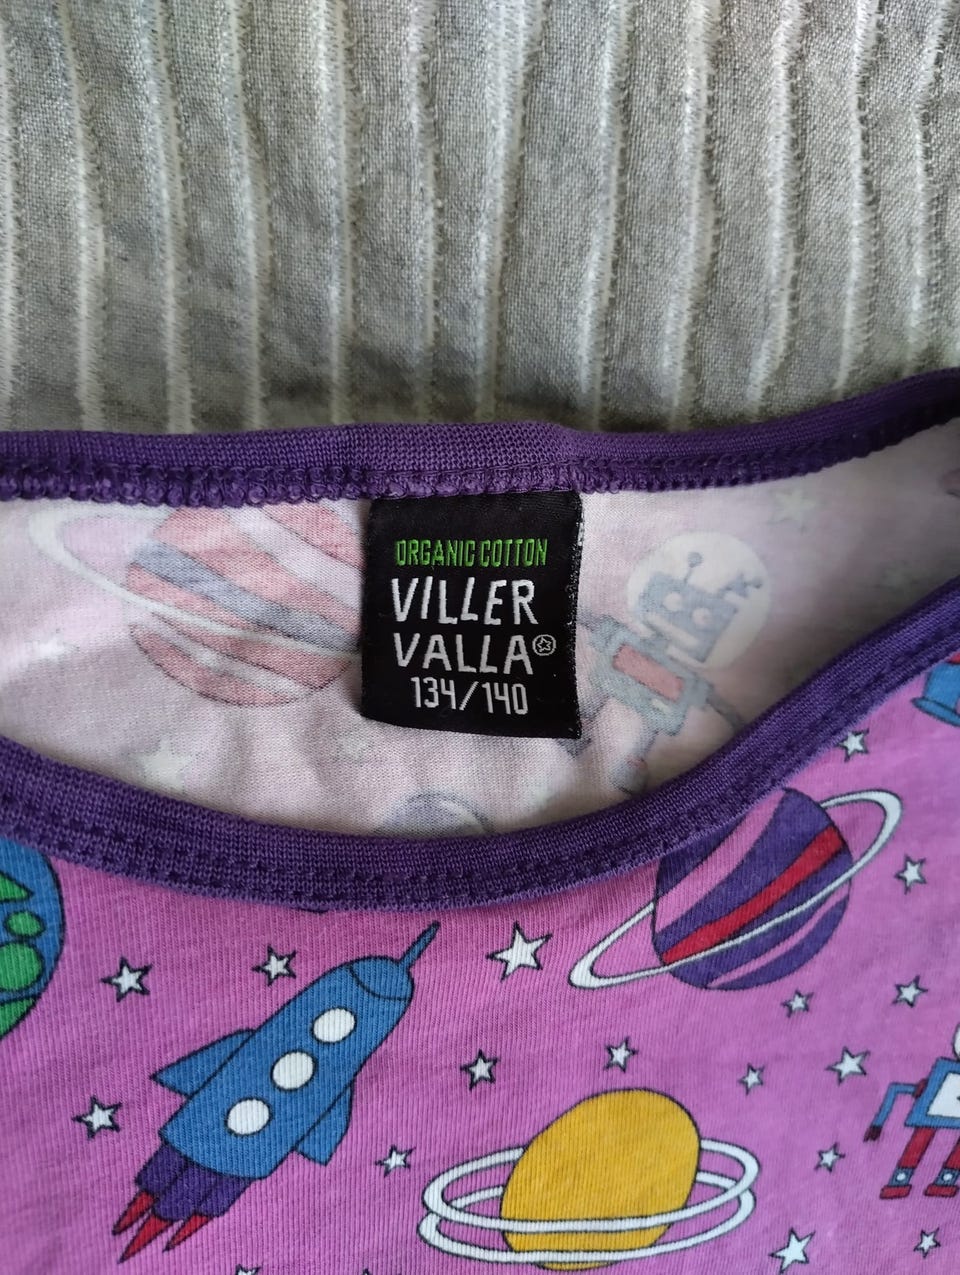 ORGANIC COTTON
VILLER
VALLA®
134/140